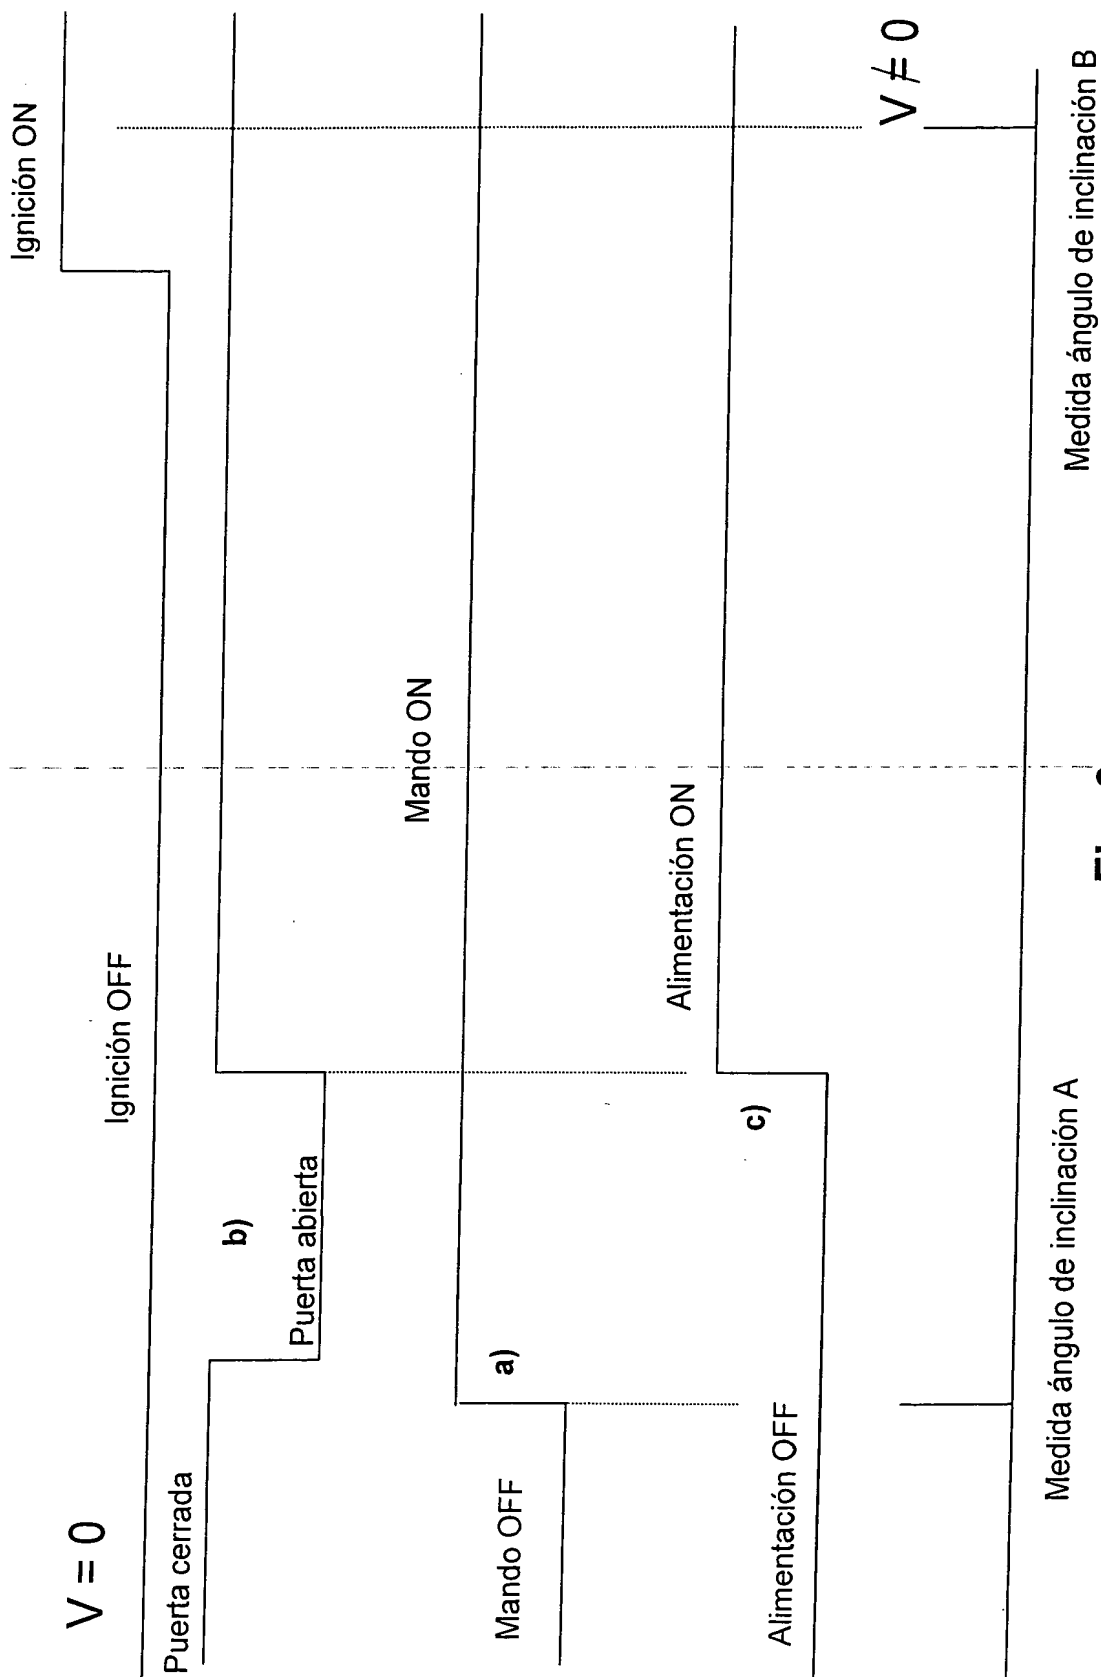 V = 0
Ignición OFF
Ignición ON
Puerta cerrada
b)
Puerta abierta
Mando OFF
a)
Mando ON
Alimentación OFF
c)
Alimentación ON
V ≠ 0
Medida ángulo de inclinación A
Medida ángulo de inclinación B